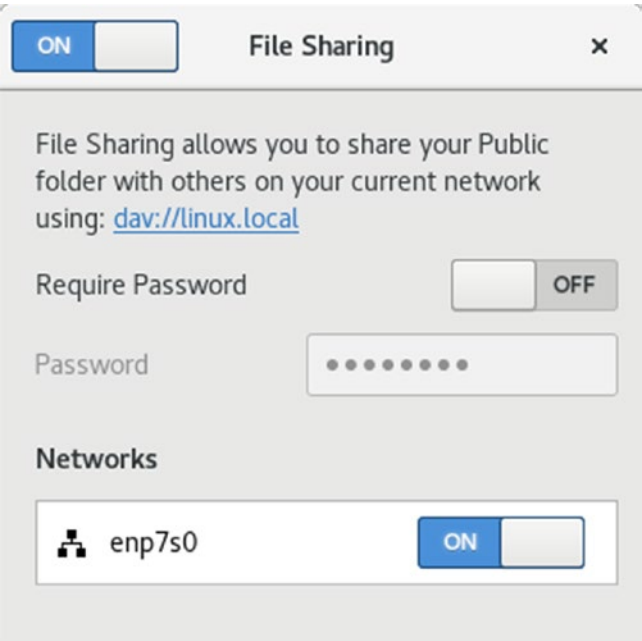 ON File Sharing ×
File Sharing allows you to share your Public
folder with others on your current network
using: dav://linux.local
Require Password OFF
Password ●●●●●●●●
Networks
enp7s0 ON